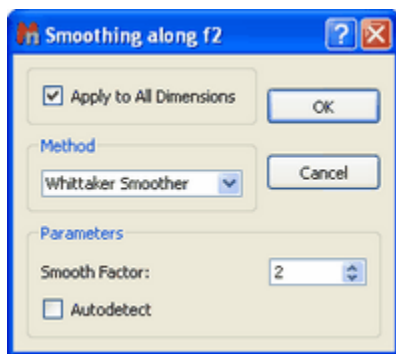 Smoothing along f2
Apply to All Dimensions
OK
Method
Whittaker Smoother
Cancel
Parameters
Smooth Factor: 2
Autodetect